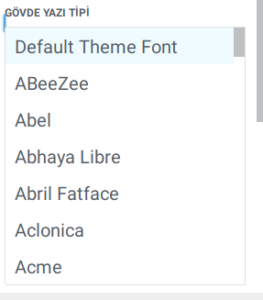 GÖVDE YAZI TİPİ
Default Theme Font
ABeeZee
Abel
Abhaya Libre
Abril Fatface
Aclonica
Acme